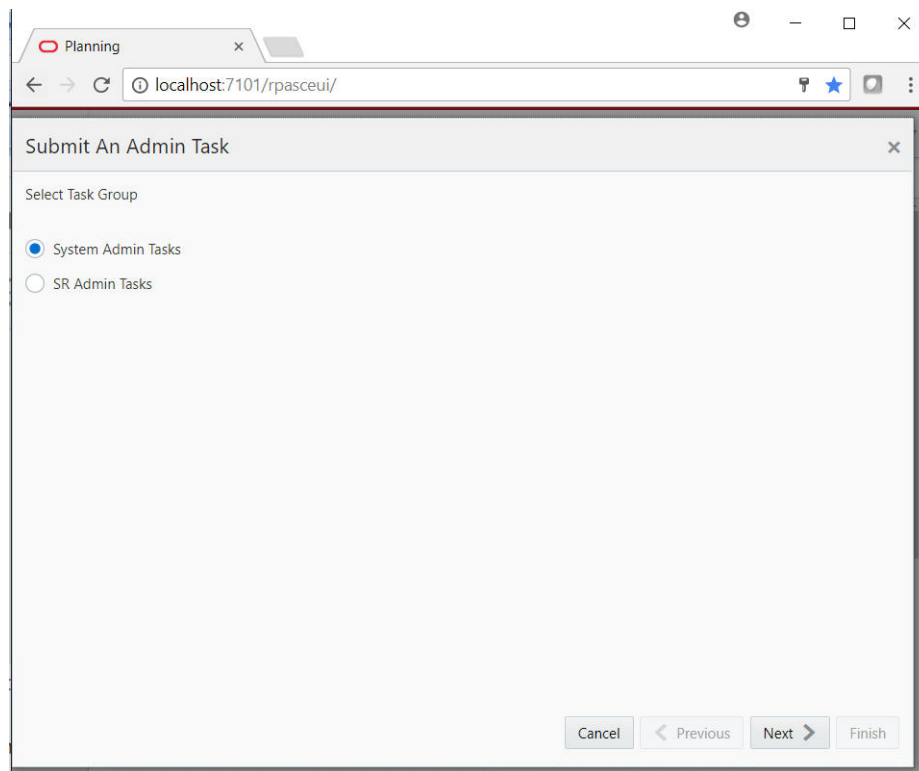 Planning
localhost:7101/rpasceui/
Submit An Admin Task
Select Task Group
System Admin Tasks
SR Admin Tasks
Cancel Previous Next Finish